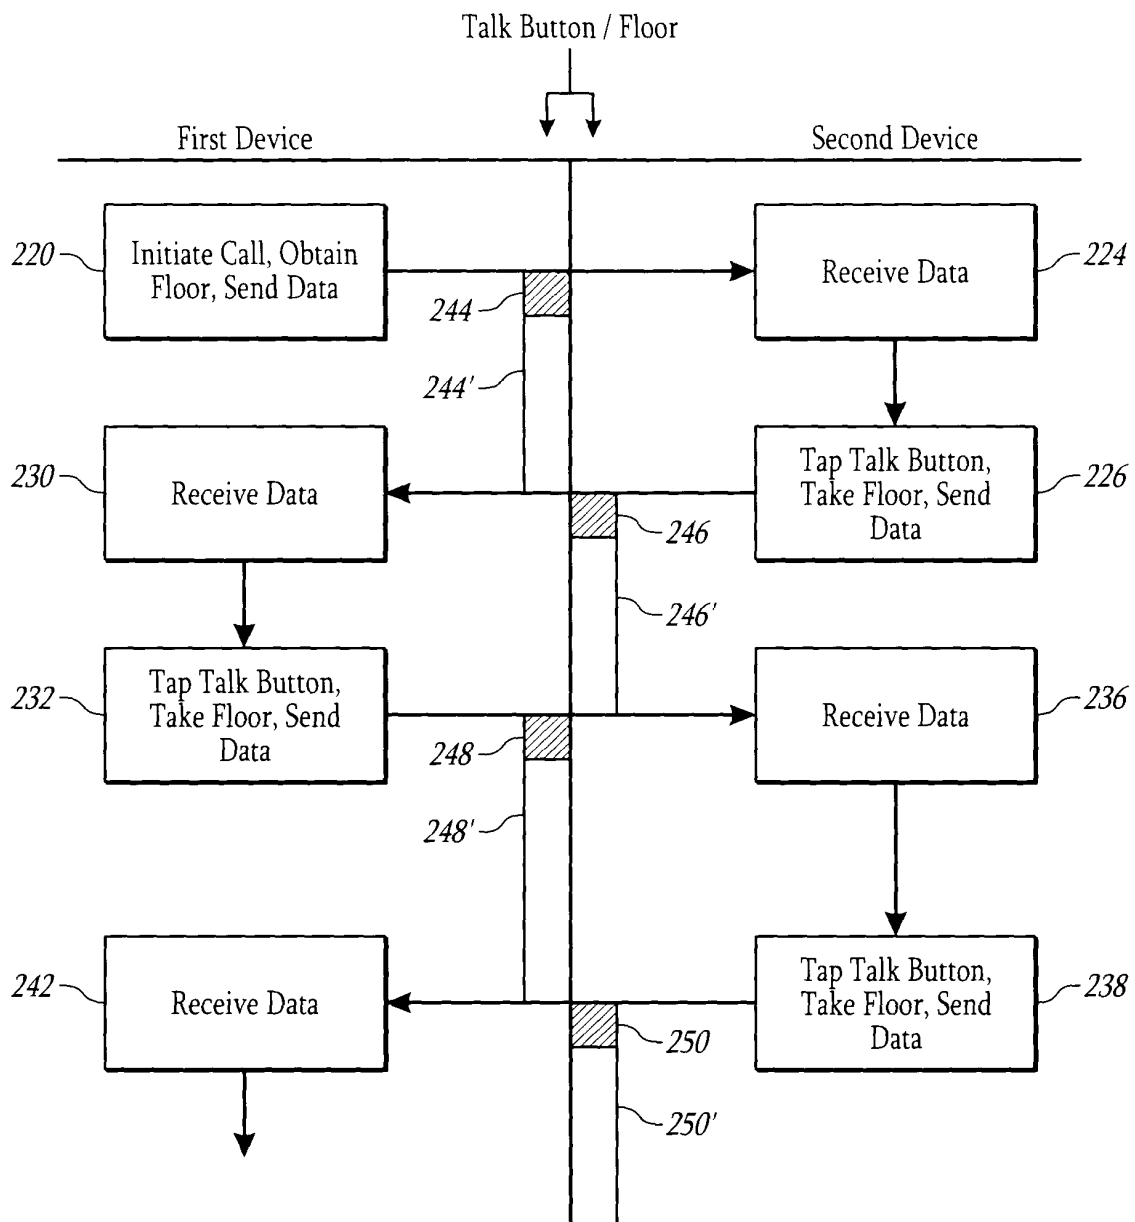 Talk Button / Floor
First Device
Second Device
220
Initiate Call, Obtain
Floor, Send Data
244
Receive Data
224
244'
230
Receive Data
246
Tap Talk Button,
Take Floor, Send
Data
226
246'
232
Tap Talk Button,
Take Floor, Send
Data
248
Receive Data
236
248'
242
Receive Data
250
Tap Talk Button,
Take Floor, Send
Data
238
250'